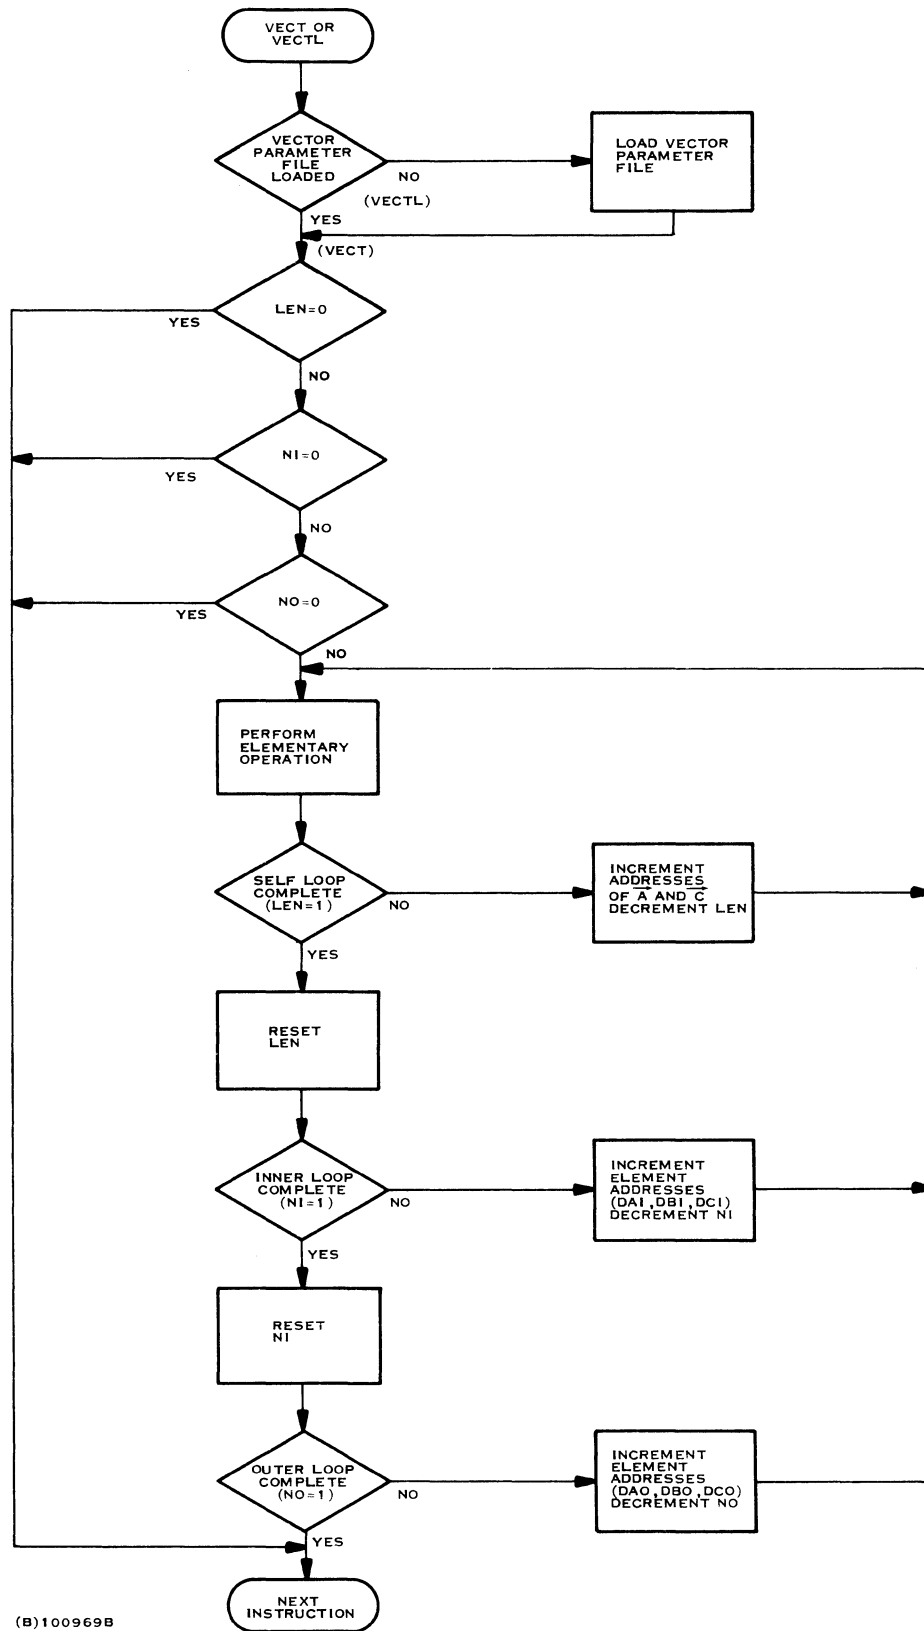 VECT OR
VECTL
VECTOR
PARAMETER
FILE
LOADED
NO
(VECTL)
LOAD VECTOR
PARAMETER
FILE
YES
(VECT)
LEN=0
YES
NO
NI=0
YES
NO
NO=0
YES
NO
PERFORM
ELEMENTARY
OPERATION
SELF LOOP
COMPLETE
(LEN=1)
NO
INCREMENT
ADDRESSES
OF A AND C
DECREMENT LEN
YES
RESET
LEN
INNER LOOP
COMPLETE
(NI=1)
NO
INCREMENT
ELEMENT
ADDRESSES
(DAI,DBI,DCI)
DECREMENT NI
YES
RESET
NI
OUTER LOOP
COMPLETE
(NO=1)
NO
INCREMENT
ELEMENT
ADDRESSES
(DAO,DBO,DCO)
DECREMENT NO
YES
NEXT
INSTRUCTION
(B)100969B